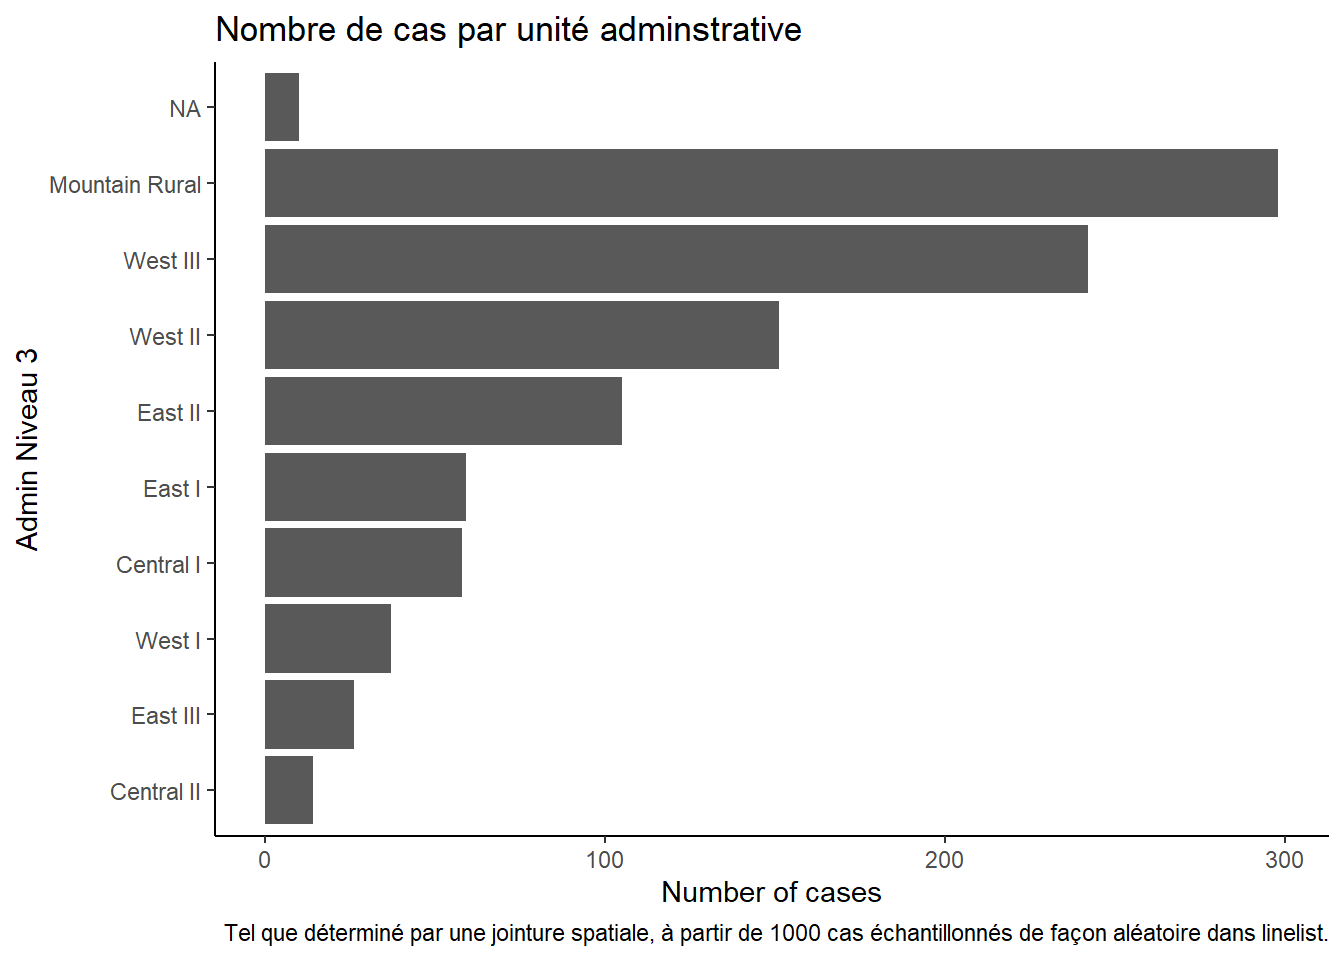 Nombre de cas par unité adminstrative
NA
Mountain Rural
West III
West II
East II
East I
Central I
West I
East III
Central II
Admin Niveau 3
0 100 200 300
Number of cases
Tel que déterminé par une jointure spatiale, à partir de 1000 cas échantillonnés de façon aléatoire dans linelist.